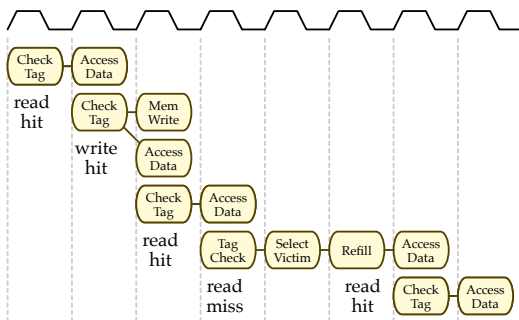 Check
Tag
Access
Data
read
hit
Check
Tag
Mem
Write
write
hit
Access
Data
Check
Tag
Access
Data
read
hit
Tag
Check
Select
Victim
Refill
Access
Data
read
miss
read
hit
Check
Tag
Access
Data